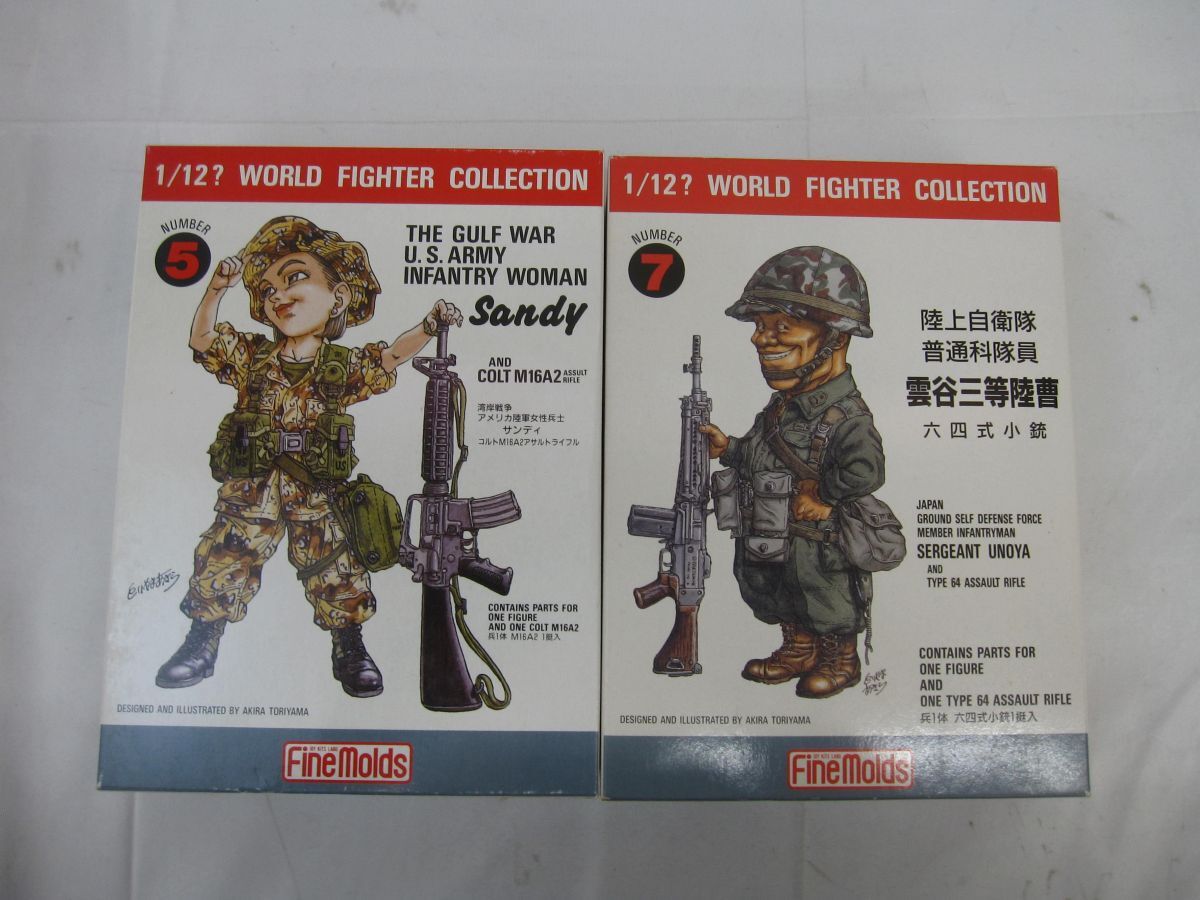 1/12? WORLD FIGHTER COLLECTION
NUMBER
5
THE GULF WAR
U.S. ARMY
INFANTRY WOMAN
Sandy
AND
COLT M16A2 ASSULT
RIFLE
湾岸戦争
アメリカ陸軍女性兵士
サンディ
コルトM16A2アサルトライフル
US
US
CONTAINS PARTS FOR
ONE FIGURE
AND ONE COLT M16A2
兵1体 M16A2 1挺入
DESIGNED AND ILLUSTRATED BY AKIRA TORIYAMA
FineMolds
1/12? WORLD FIGHTER COLLECTION
NUMBER
7
陸上自衛隊
普通科隊員
雲谷三等陸曹
六四式小銃
JAPAN
GROUND SELF DEFENSE FORCE
MEMBER INFANTRYMAN
SERGEANT UNOYA
AND
TYPE 64 ASSAULT RIFLE
CONTAINS PARTS FOR
ONE FIGURE
AND
ONE TYPE 64 ASSAULT RIFLE
兵1体 六四式小銃1挺入
DESIGNED AND ILLUSTRATED BY AKIRA TORIYAMA
FineMolds